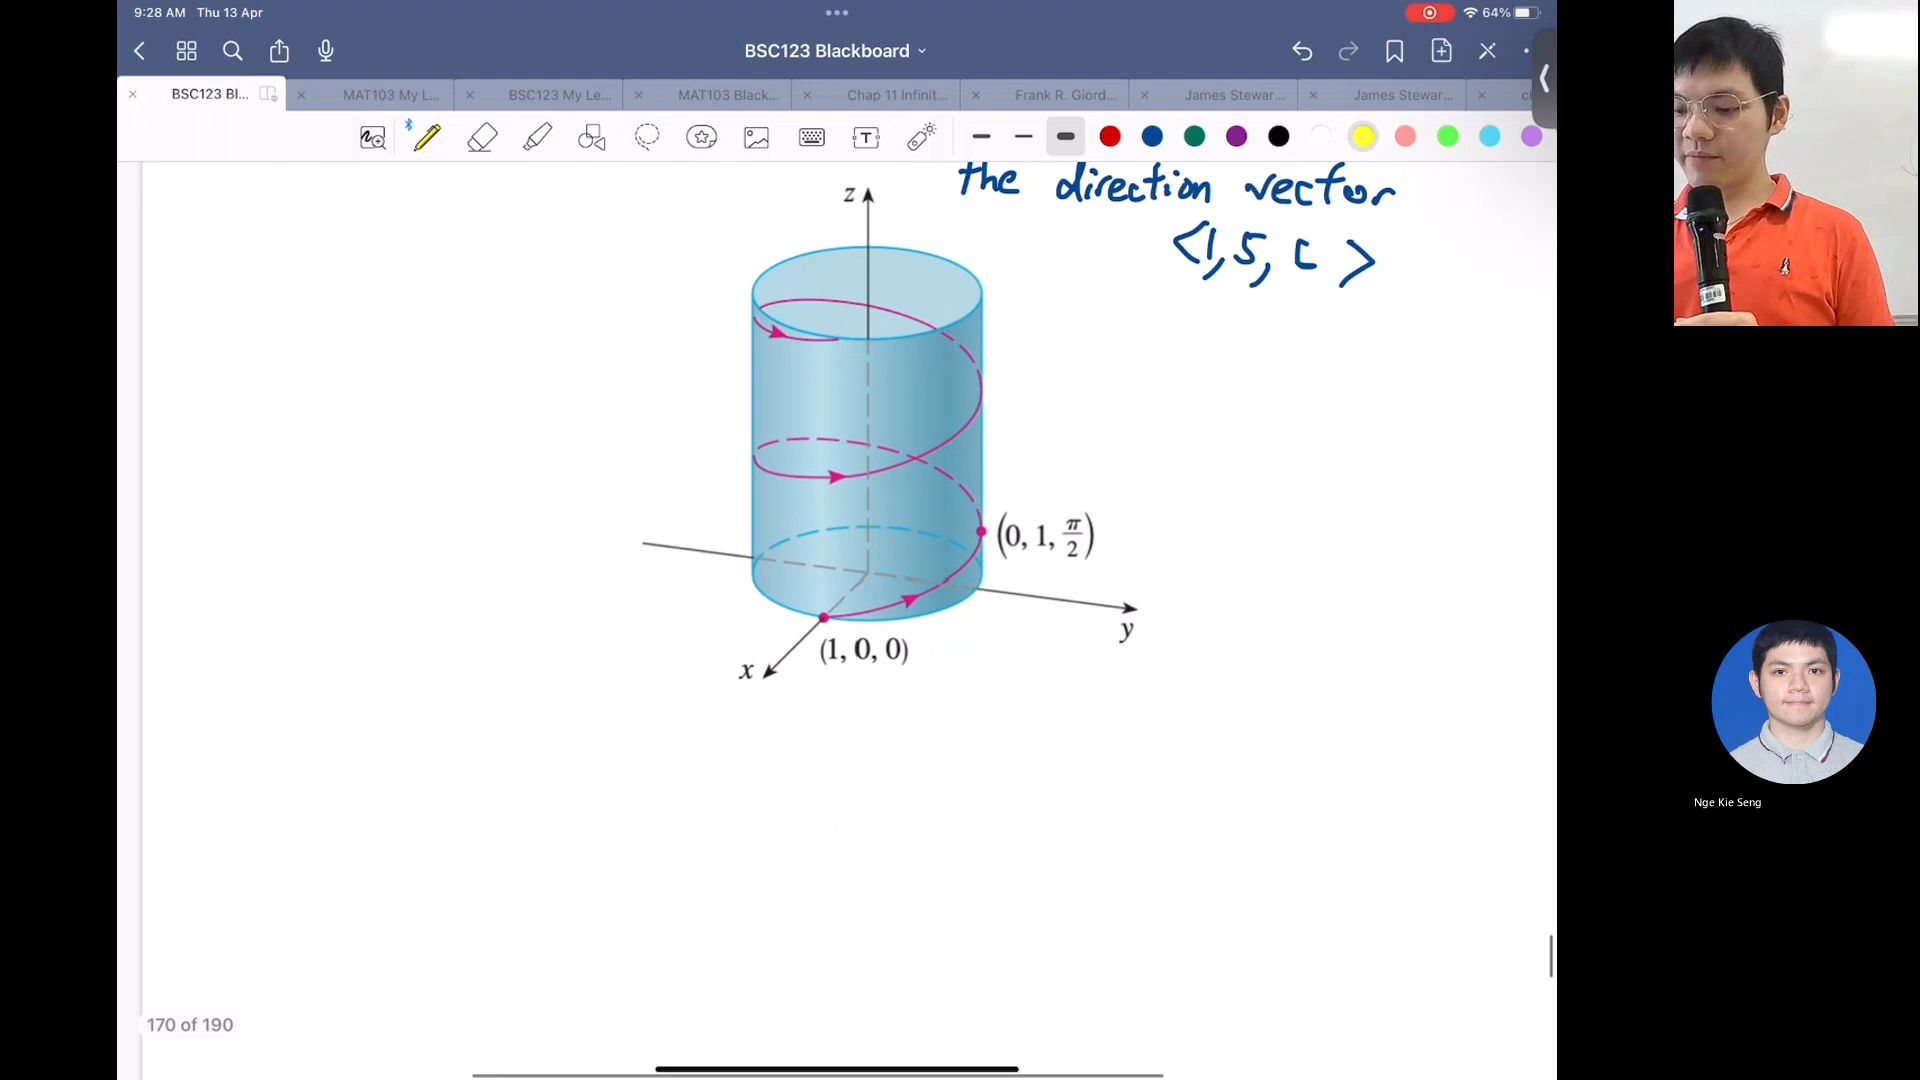 9:28 AM Thu 13 Apr
64%
BSC123 Blackboard
BSC123 Bl...
MAT103 My L...
BSC123 My Le...
MAT103 Black...
Chap 11 Infinit...
Frank R. Giord...
James Stewar...
James Stewar...
the direction vector
<1, 5,
z
(0, 1, π/2)
y
(1, 0, 0)
x
Nge Kie Seng
170 of 190